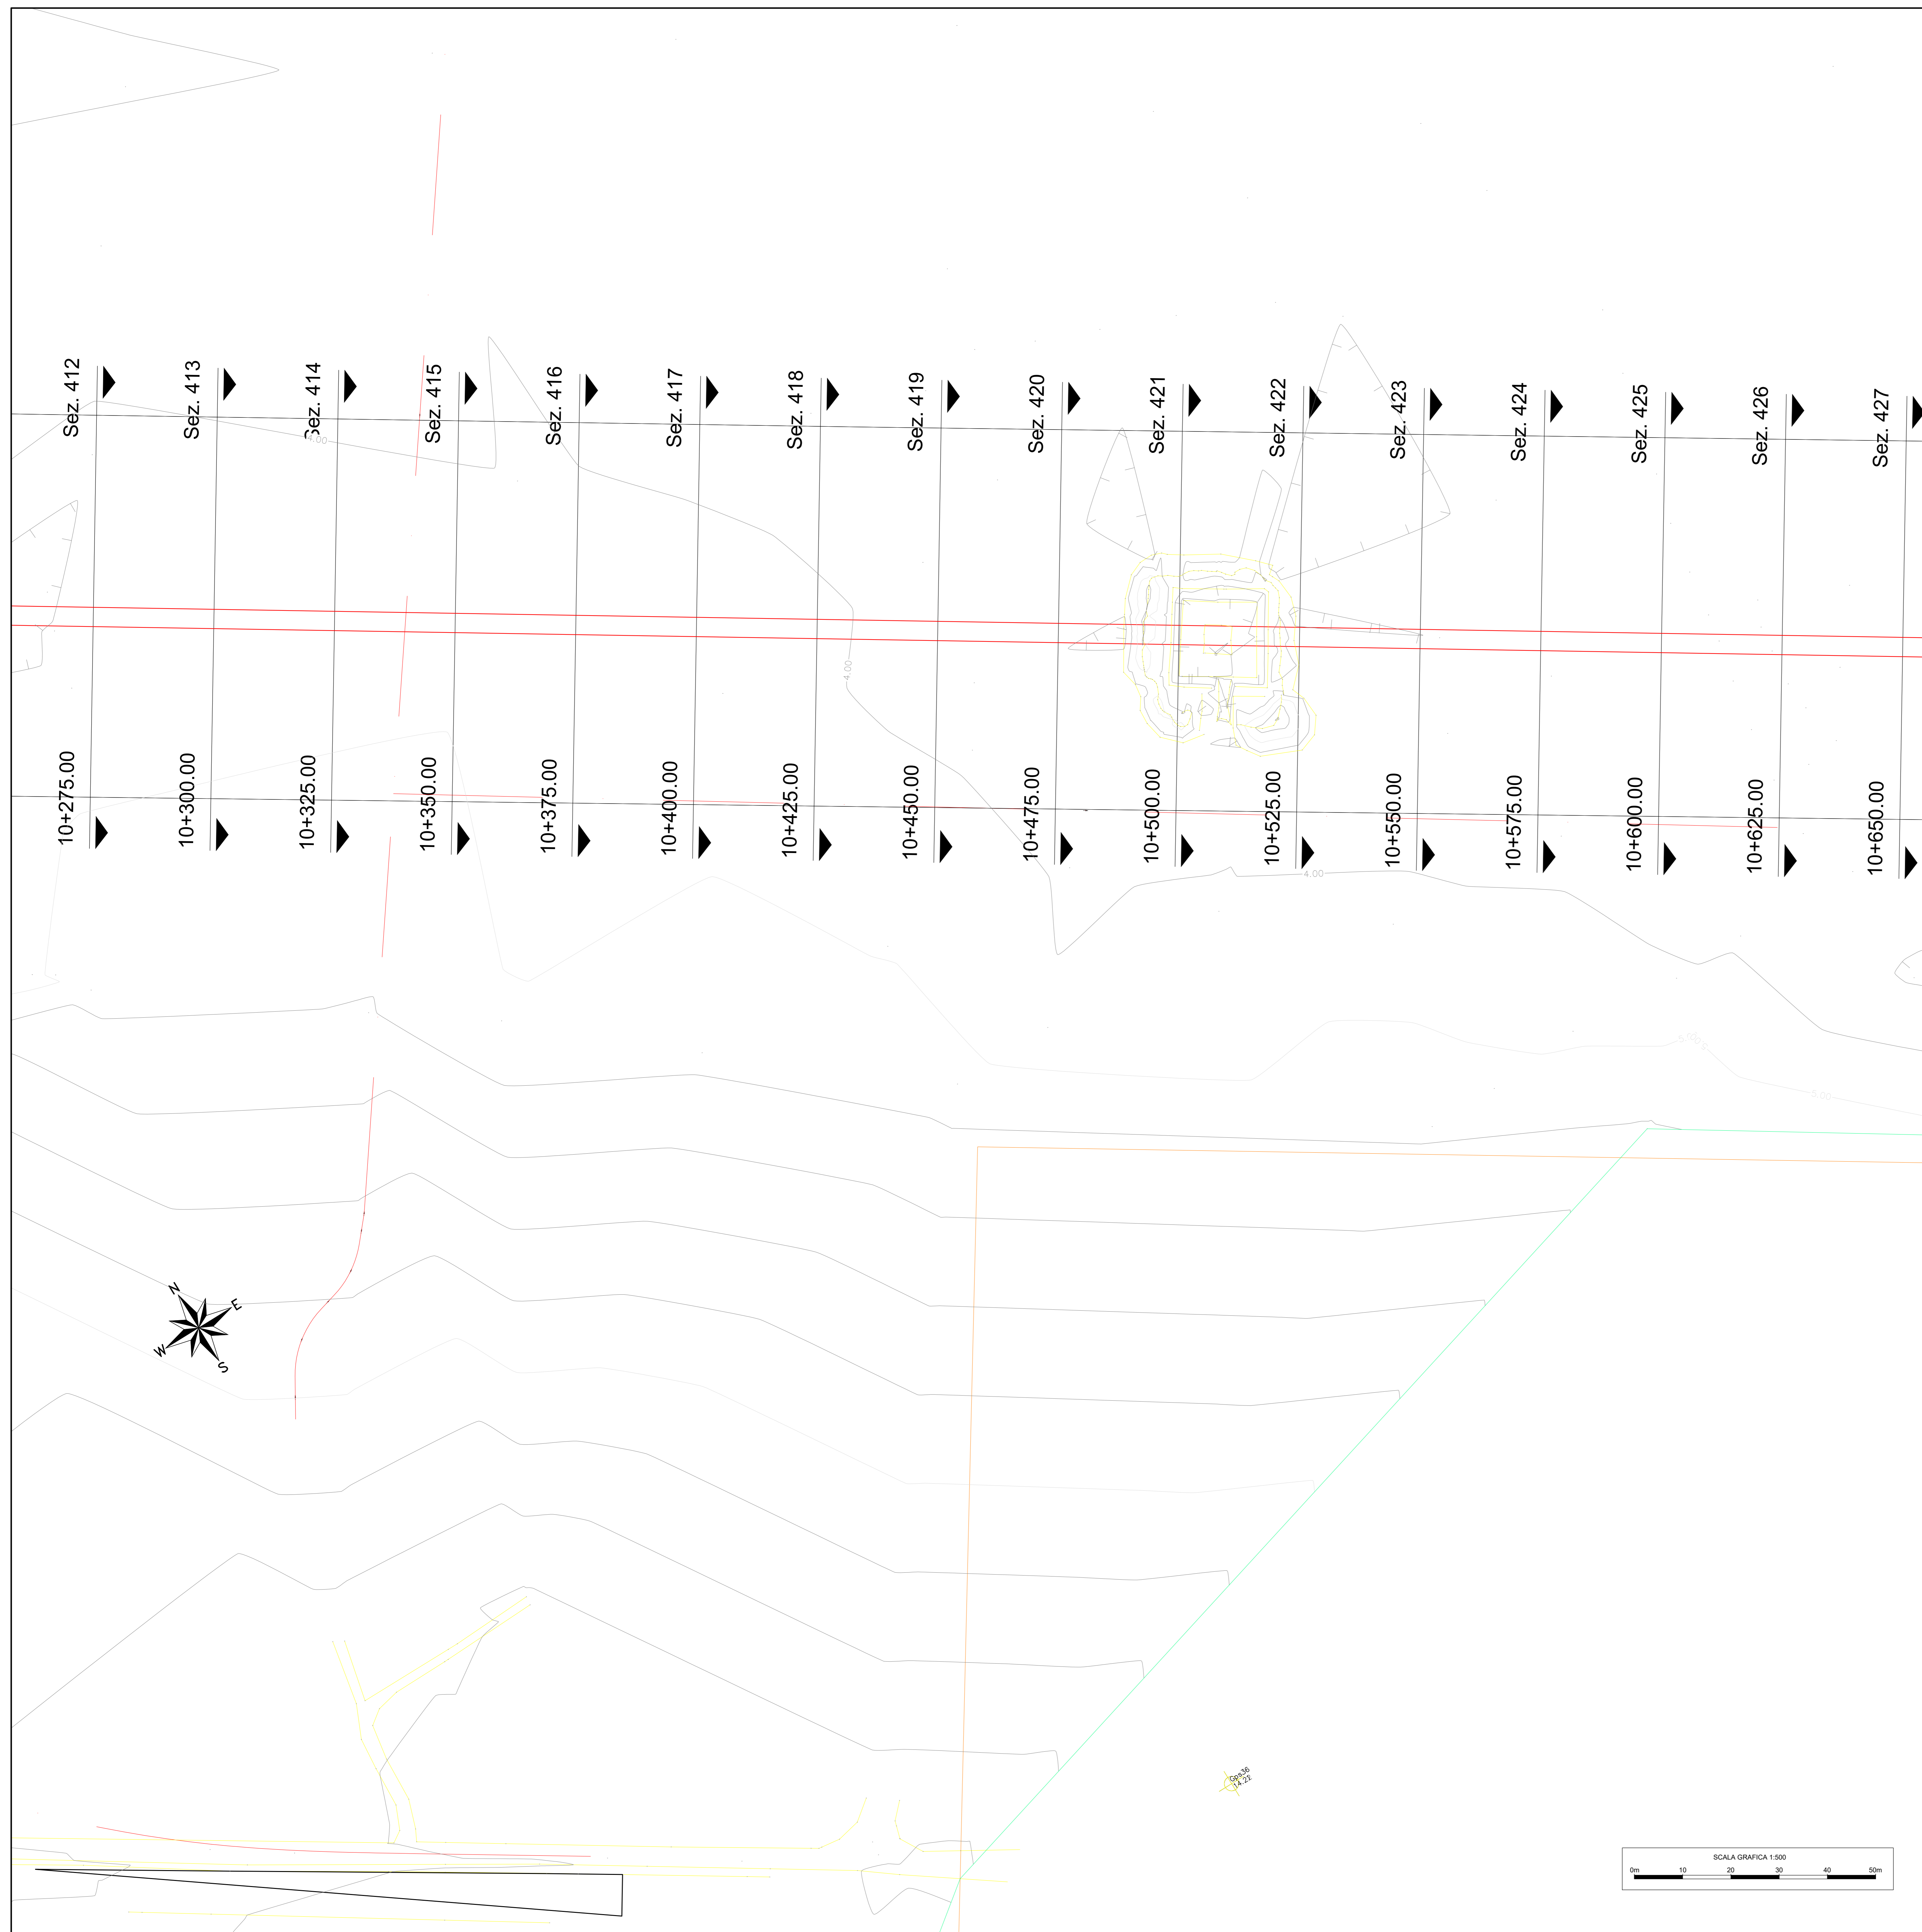 Sez. 412
Sez. 413
Sez. 414
Sez. 415
Sez. 416
Sez. 417
Sez. 418
Sez. 419
Sez. 420
Sez. 421
Sez. 422
Sez. 423
Sez. 424
Sez. 425
Sez. 426
Sez. 427
4.00
4.00
10+275.00
10+300.00
10+325.00
10+350.00
10+375.00
10+400.00
10+425.00
10+450.00
10+475.00
10+500.00
10+525.00
10+550.00
10+575.00
10+600.00
10+625.00
10+650.00
4.00
5.00
N
E
W
S
Gps36
14.22
SCALA GRAFICA 1:500
0m 10 20 30 40 50m